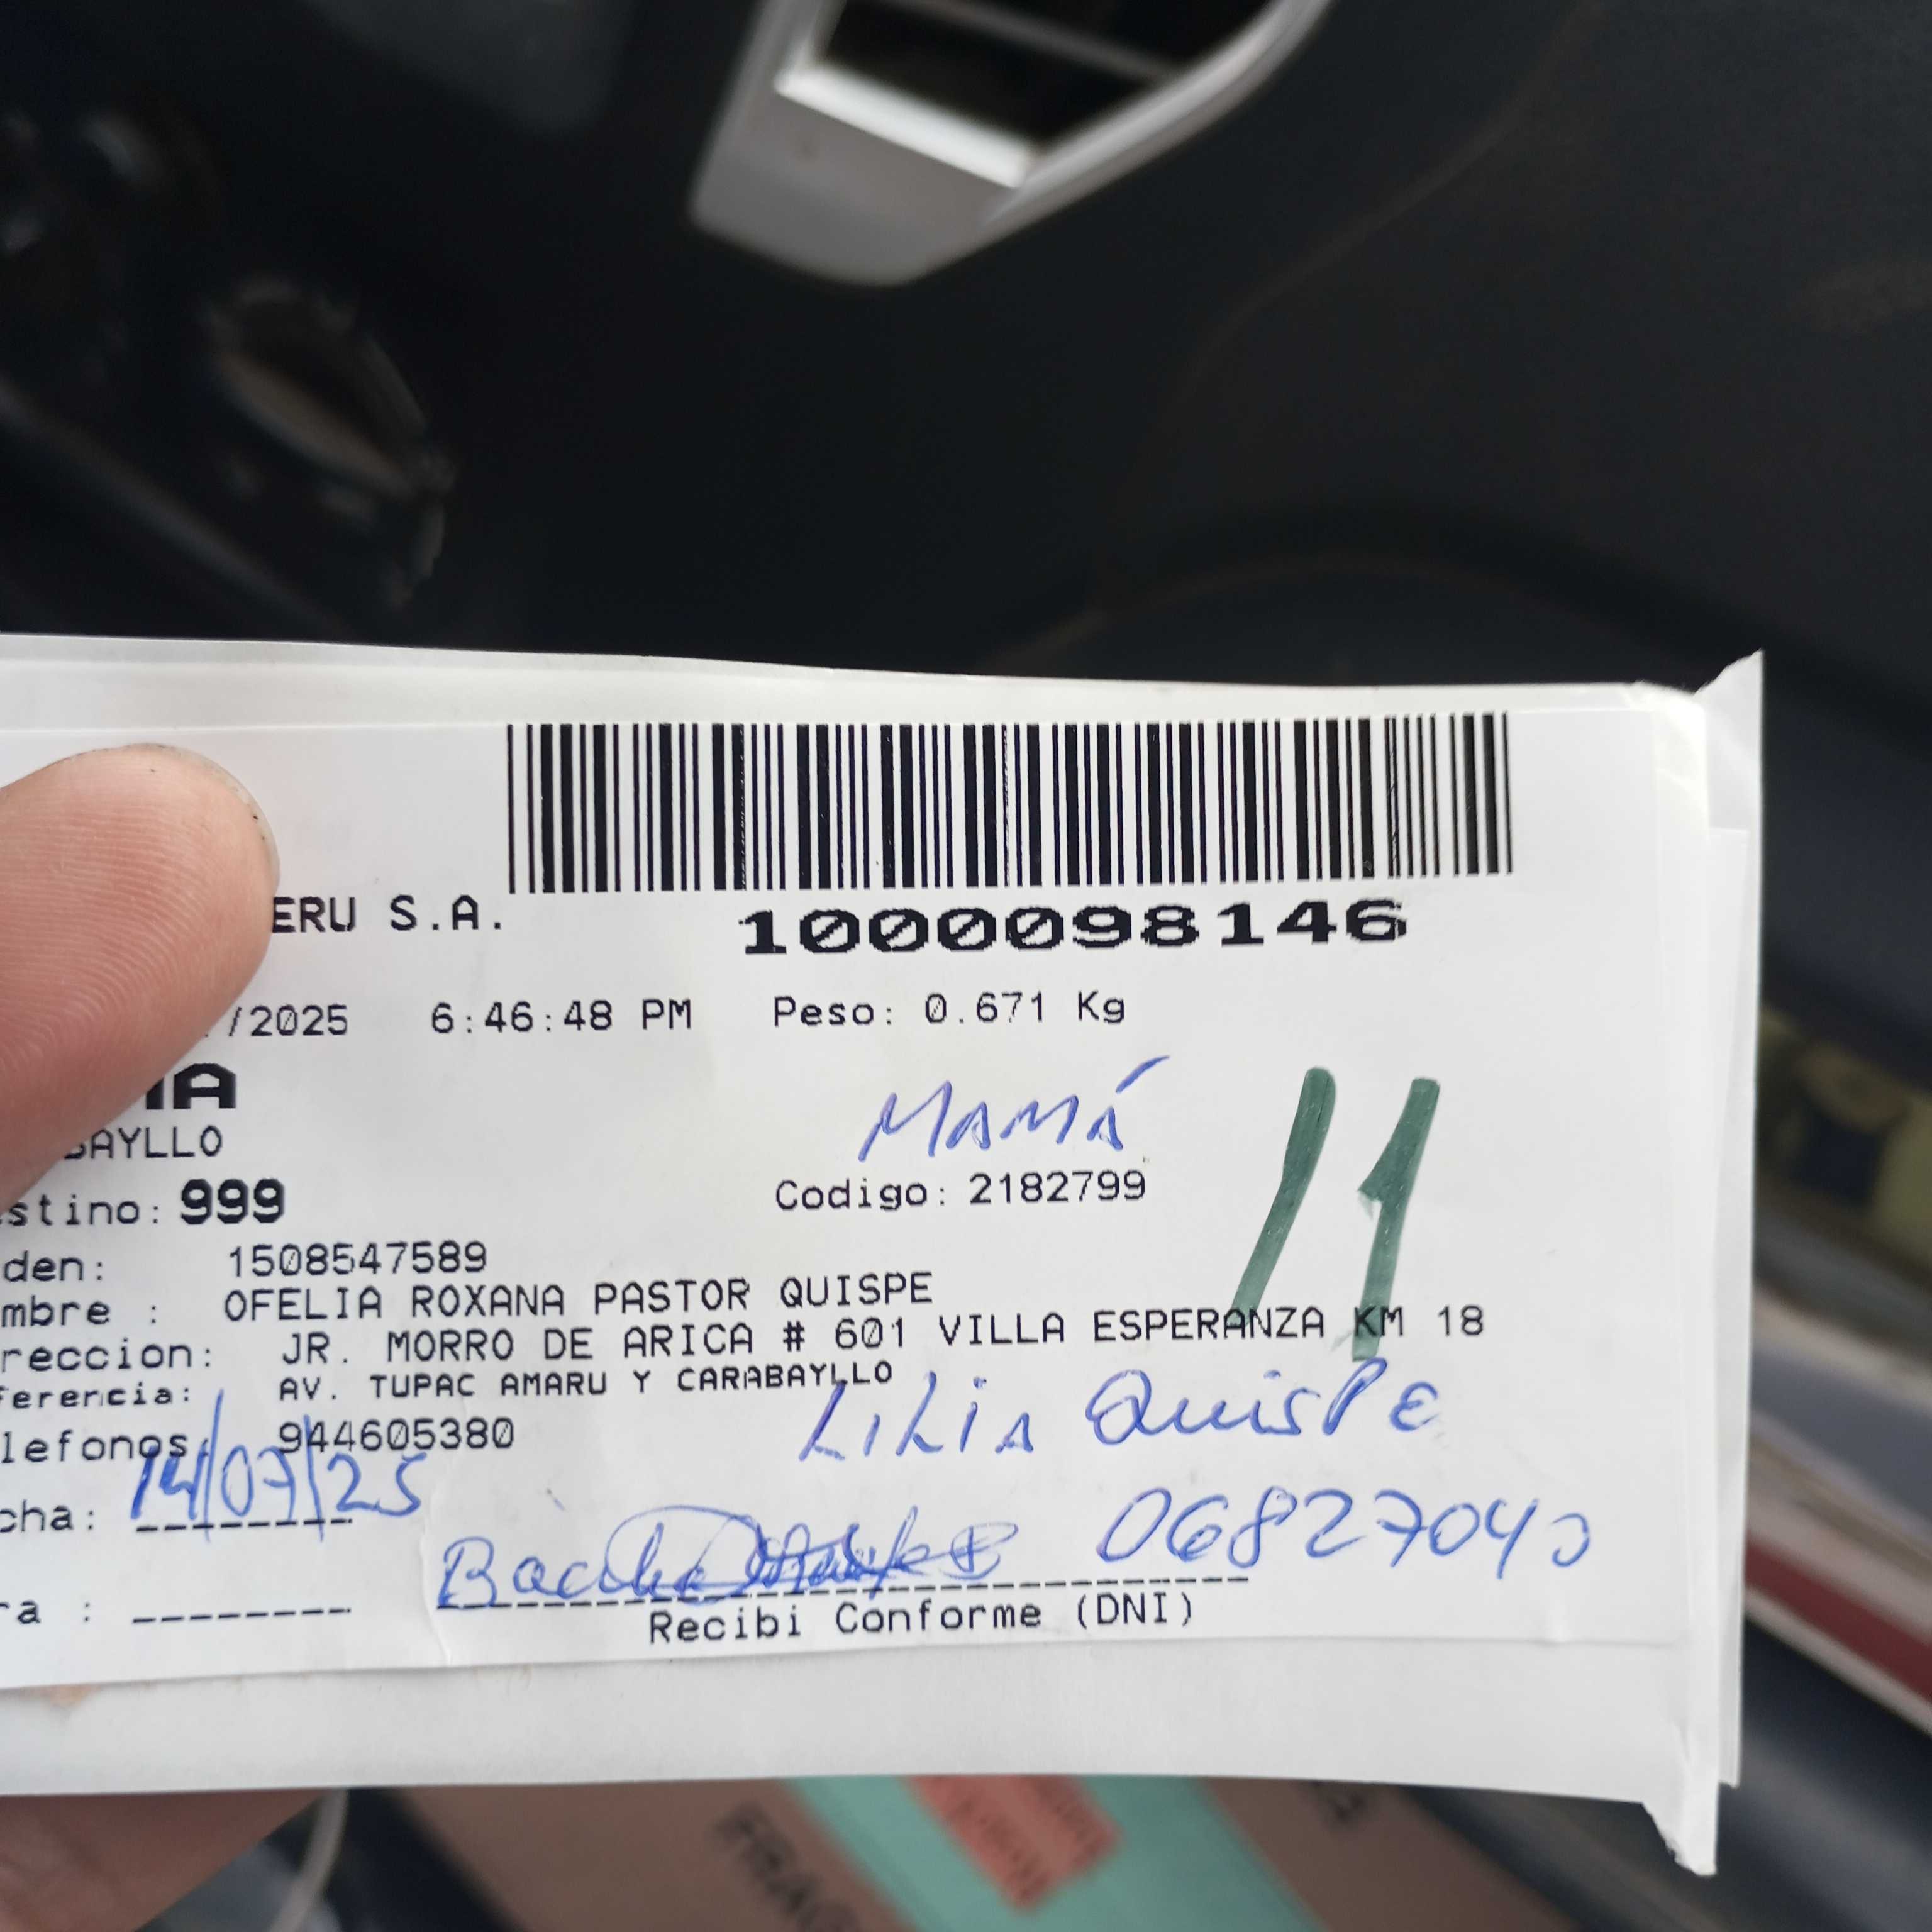 ERU S.A.
1000098146
/2025 6:46:48 PM Peso: 0.671 Kg
MAMÁ
AYLLO
stino: 999 Codigo: 2182799
11
den: 1508547589
mbre : OFELIA ROXANA PASTOR QUISPE
reccion: JR. MORRO DE ARICA # 601 VILLA ESPERANZA KM 18
ferencia: AV. TUPAC AMARU Y CARABAYLLO
lefonos: 944605380
LILIA QUISPE
cha: 14/07/25
06827040
ra :
Recibi Conforme (DNI)
FRAG